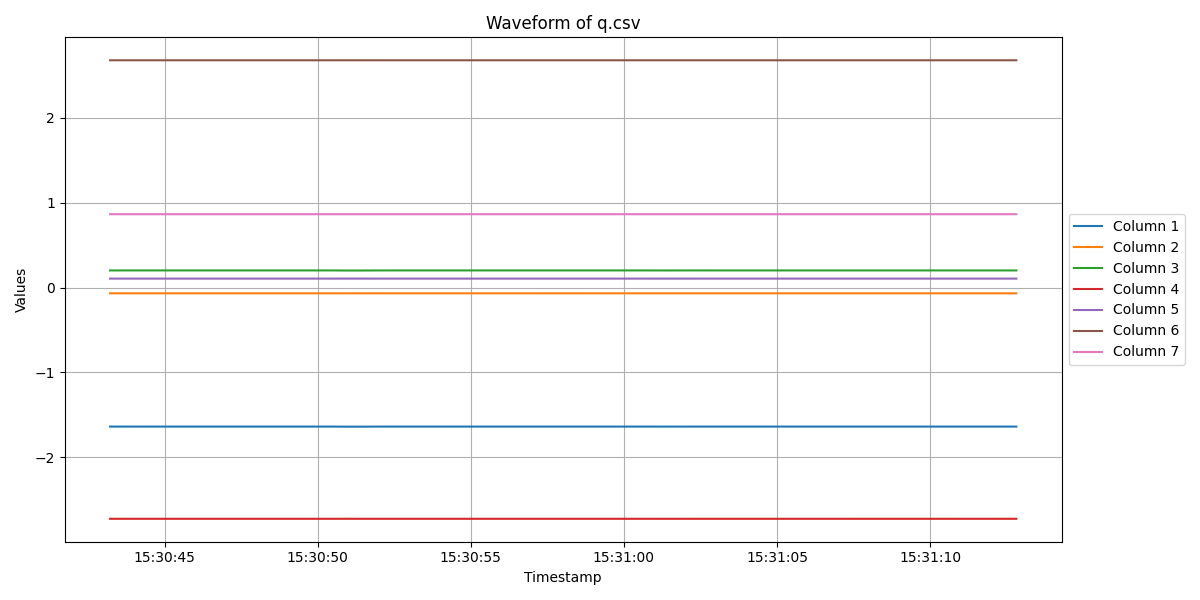 Waveform of q.csv
Values
2
1
0
−1
−2
15:30:45
15:30:50
15:30:55
15:31:00
15:31:05
15:31:10
Timestamp
Column 1
Column 2
Column 3
Column 4
Column 5
Column 6
Column 7